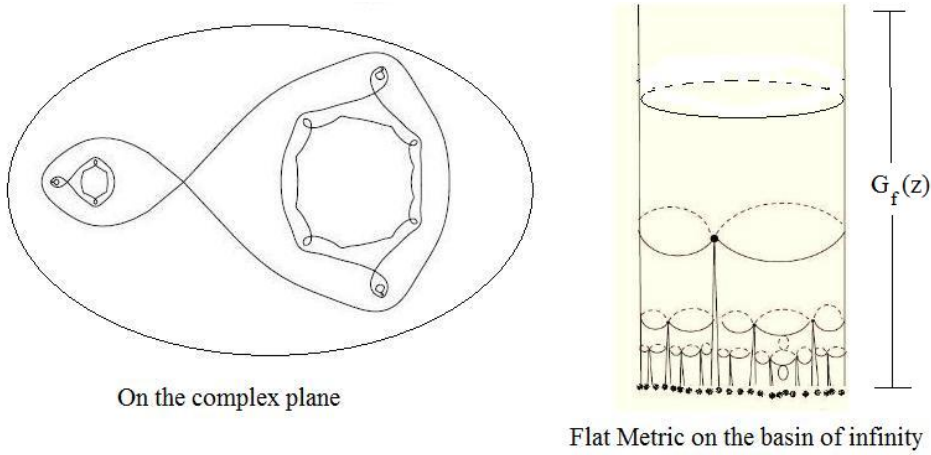 G_f(z)
On the complex plane
Flat Metric on the basin of infinity